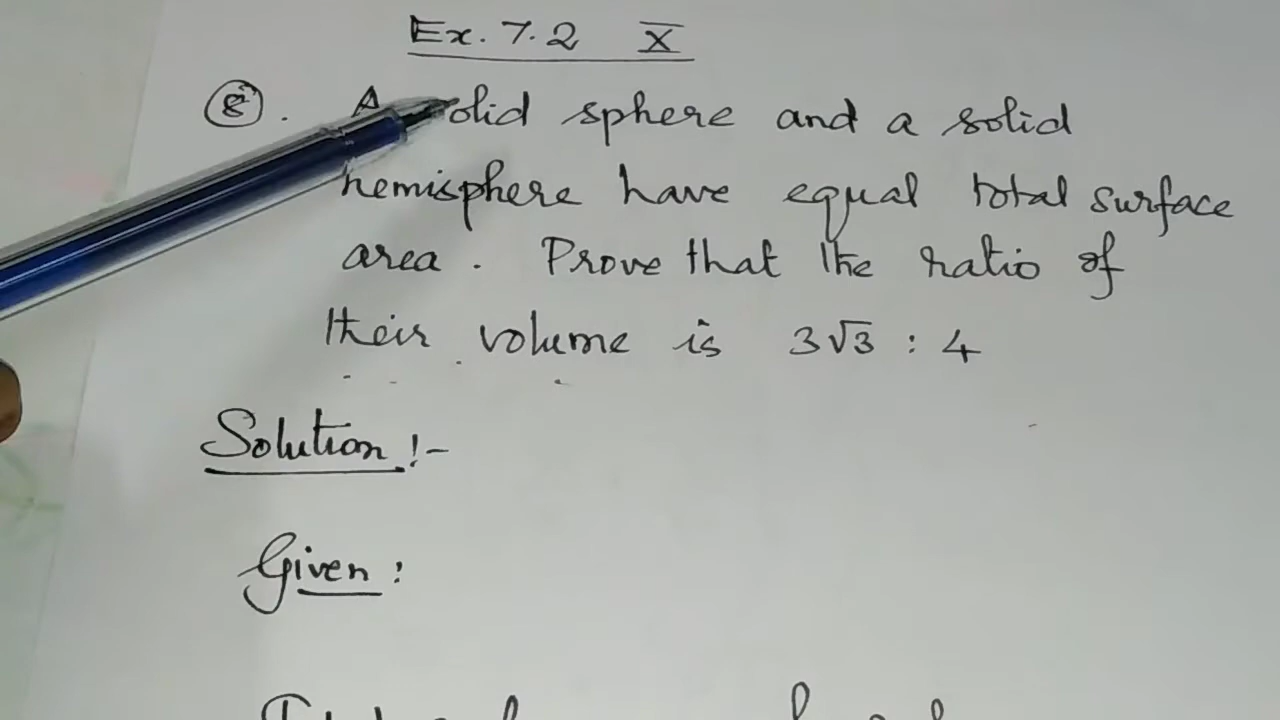 Ex. 7.2 X
8. A solid sphere and a solid
hemisphere have equal total surface
area. Prove that the ratio of
their volume is 3√3 : 4
Solution :-
Given :